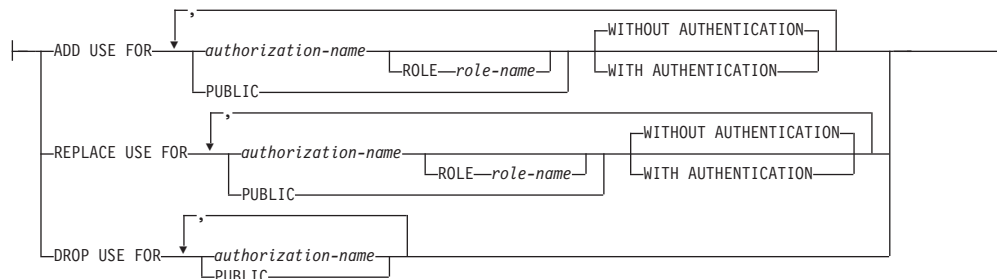 ,
WITHOUT AUTHENTICATION
ADD USE FOR authorization-name
ROLE role-name WITH AUTHENTICATION
PUBLIC
,
WITHOUT AUTHENTICATION
REPLACE USE FOR authorization-name
ROLE role-name WITH AUTHENTICATION
PUBLIC
,
DROP USE FOR authorization-name
PUBLIC